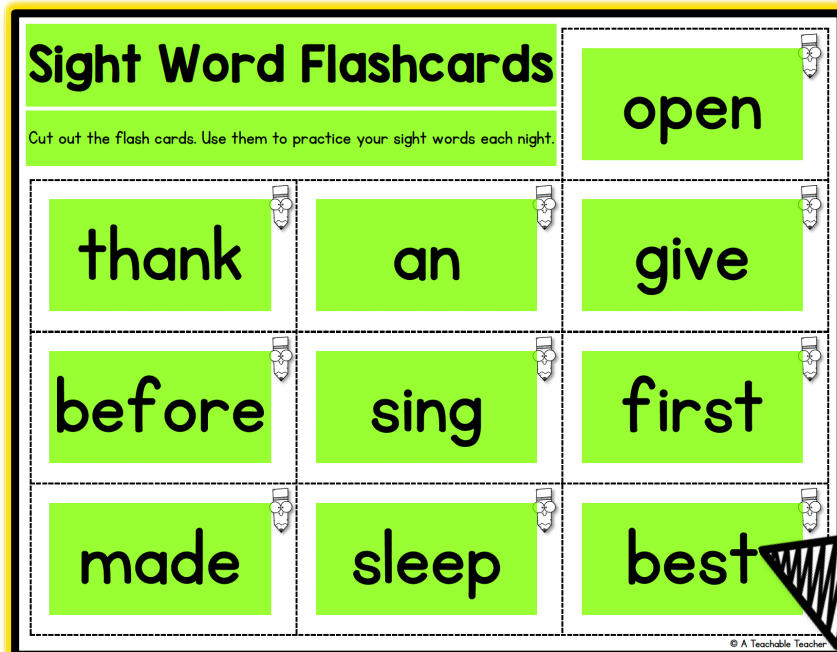 Sight Word Flashcards
Cut out the flash cards. Use them to practice your sight words each night.
open
thank
an
give
before
sing
first
made
sleep
best
© A Teachable Teacher